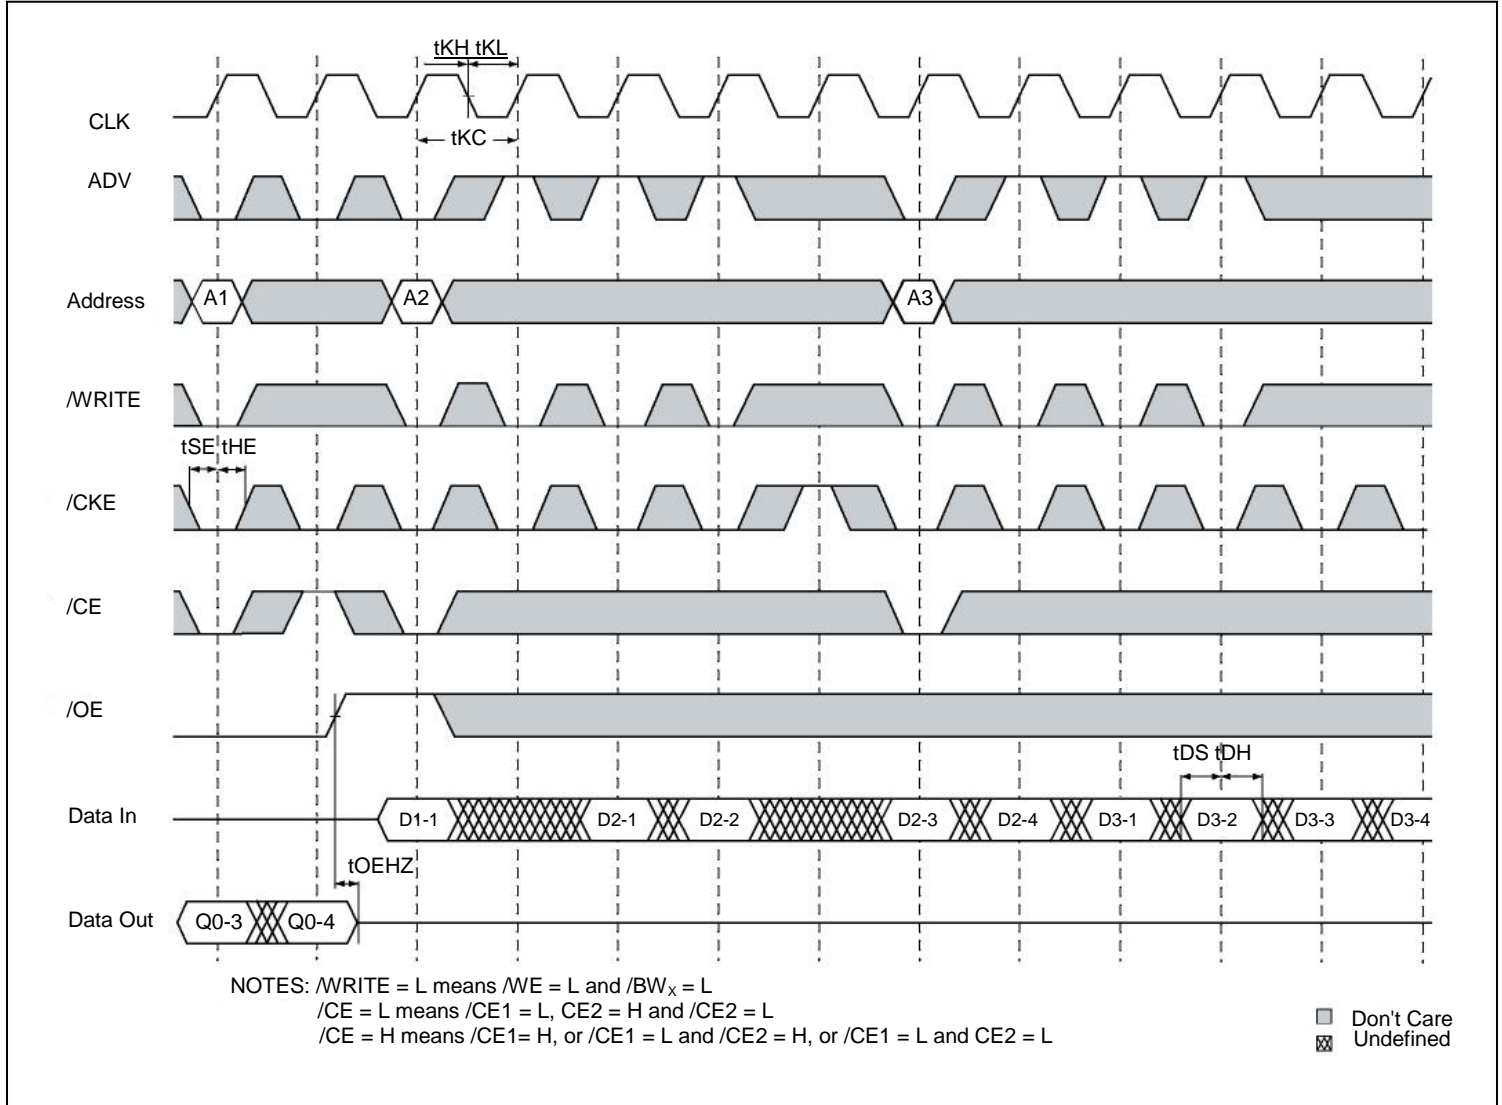 tKH tKL
CLK
tKC
ADV
Address A1 A2 A3
/WRITE
tSE tHE
/CKE
/CE
/OE
tDS tDH
Data In D1-1 D2-1 D2-2 D2-3 D2-4 D3-1 D3-2 D3-3 D3-4
tOEHZ
Data Out Q0-3 Q0-4
NOTES: /WRITE = L means /WE = L and /BWX = L
/CE = L means /CE1 = L, CE2 = H and /CE2 = L
/CE = H means /CE1= H, or /CE1 = L and /CE2 = H, or /CE1 = L and CE2 = L
Don't Care
Undefined